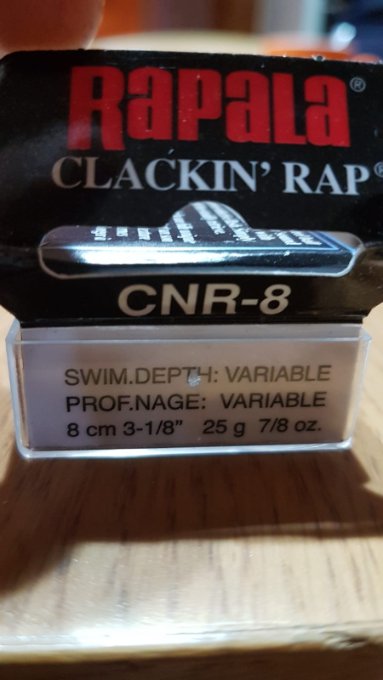 RAPALA®
CLACKIN' RAP®
CNR-8
SWIM.DEPTH: VARIABLE
PROF.NAGE: VARIABLE
8 cm 3-1/8" 25 g 7/8 oz.